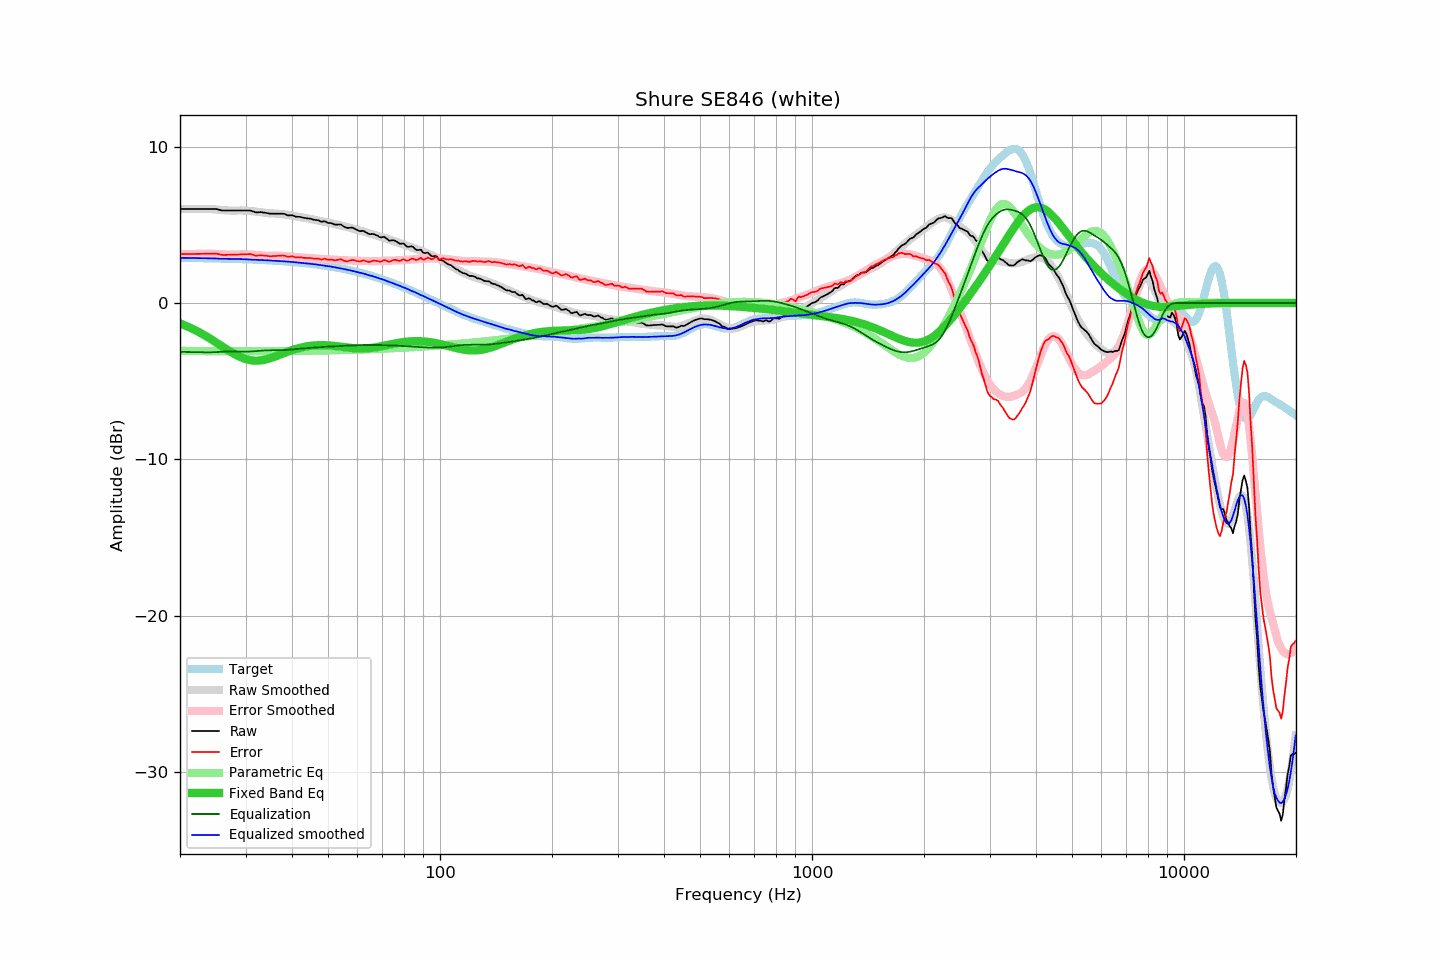 Shure SE846 (white)
10
0
−10
−20
−30
Amplitude (dBr)
Target
Raw Smoothed
Error Smoothed
Raw
Error
Parametric Eq
Fixed Band Eq
Equalization
Equalized smoothed
100
1000
10000
Frequency (Hz)